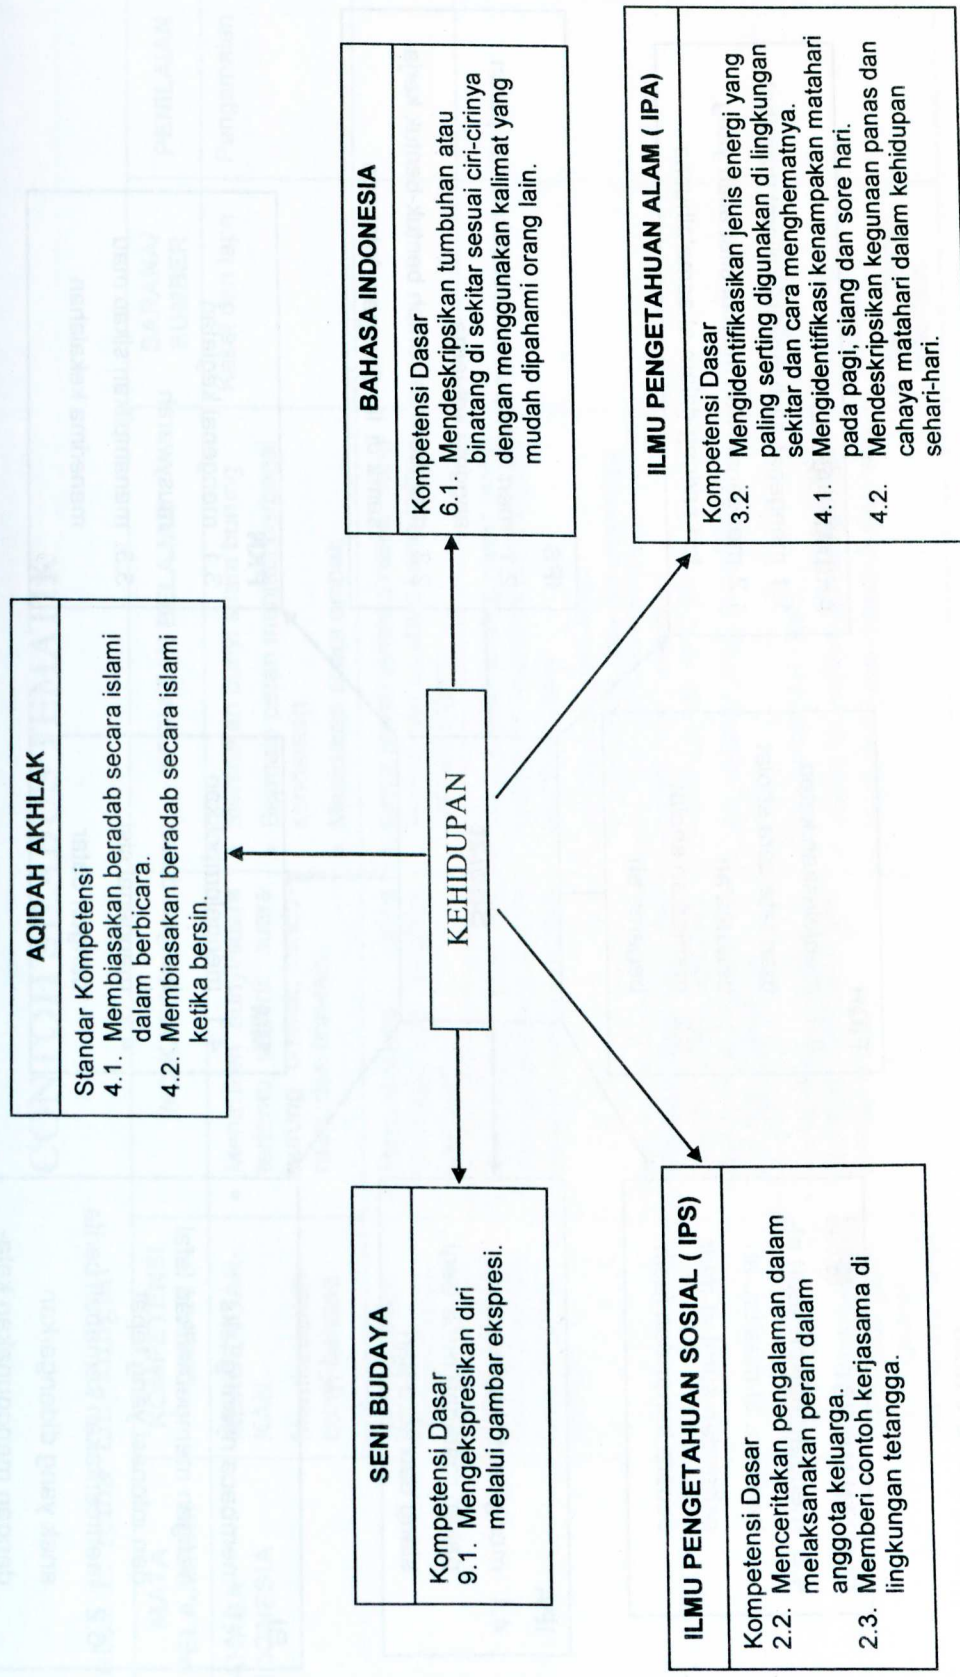 AQIDAH AKHLAK
Standar Kompetensi
4.1. Membiasakan beradab secara islami
dalam berbicara.
4.2. Membiasakan beradab secara islami
ketika bersin.
SENI BUDAYA
Kompetensi Dasar
9.1. Mengekspresikan diri
melalui gambar ekspresi.
KEHIDUPAN
BAHASA INDONESIA
Kompetensi Dasar
6.1. Mendeskripsikan tumbuhan atau
binatang di sekitar sesuai ciri-cirinya
dengan menggunakan kalimat yang
mudah dipahami orang lain.
ILMU PENGETAHUAN SOSIAL ( IPS)
Kompetensi Dasar
2.2. Menceritakan pengalaman dalam
melaksanakan peran dalam
anggota keluarga.
2.3. Memberi contoh kerjasama di
lingkungan tetangga.
ILMU PENGETAHUAN ALAM ( IPA)
Kompetensi Dasar
3.2. Mengidentifikasikan jenis energi yang
paling serting digunakan di lingkungan
sekitar dan cara menghematnya.
4.1. Mengidentifikasi kenampakan matahari
pada pagi, siang dan sore hari.
4.2. Mendeskripsikan kegunaan panas dan
cahaya matahari dalam kehidupan
sehari-hari.